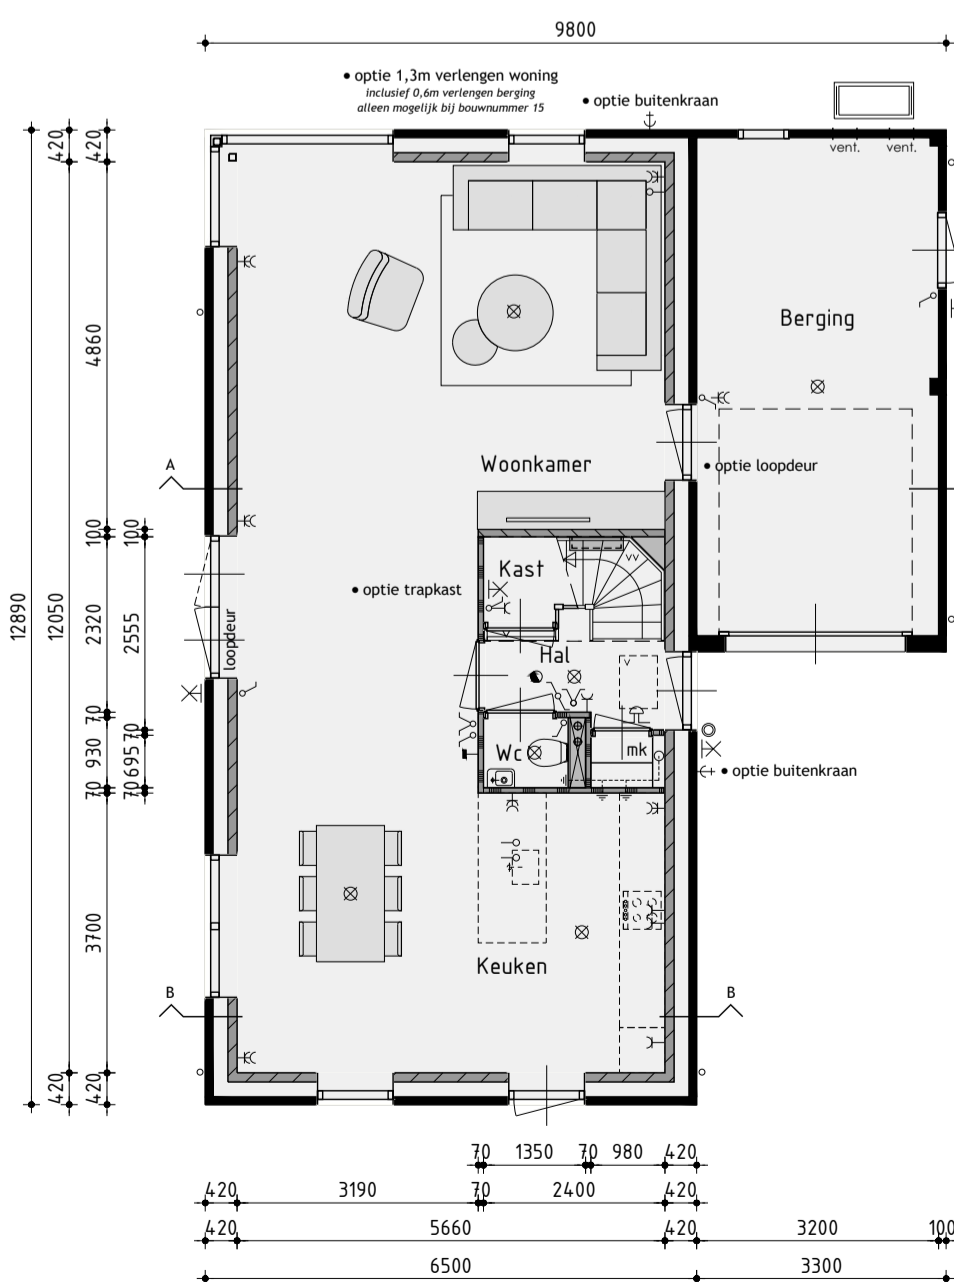 9800
• optie 1,3m verlengen woning
inclusief 0,6m verlengen berging
alleen mogelijk bij bouwnummer 15
• optie buitenkraan
vent.
vent.
420
420
4860
100
100
2320
2555
12050
12890
70
70
930
695
70
70
3700
420
420
Berging
Woonkamer
• optie loopdeur
A
Kast
vv
• optie trapkast
loopdeur
v
Hal
v
Wc
mk
• optie buitenkraan
Keuken
B
B
70
1350
70
980
420
420
3190
70
2400
420
420
5660
420
3200
100
6500
3300